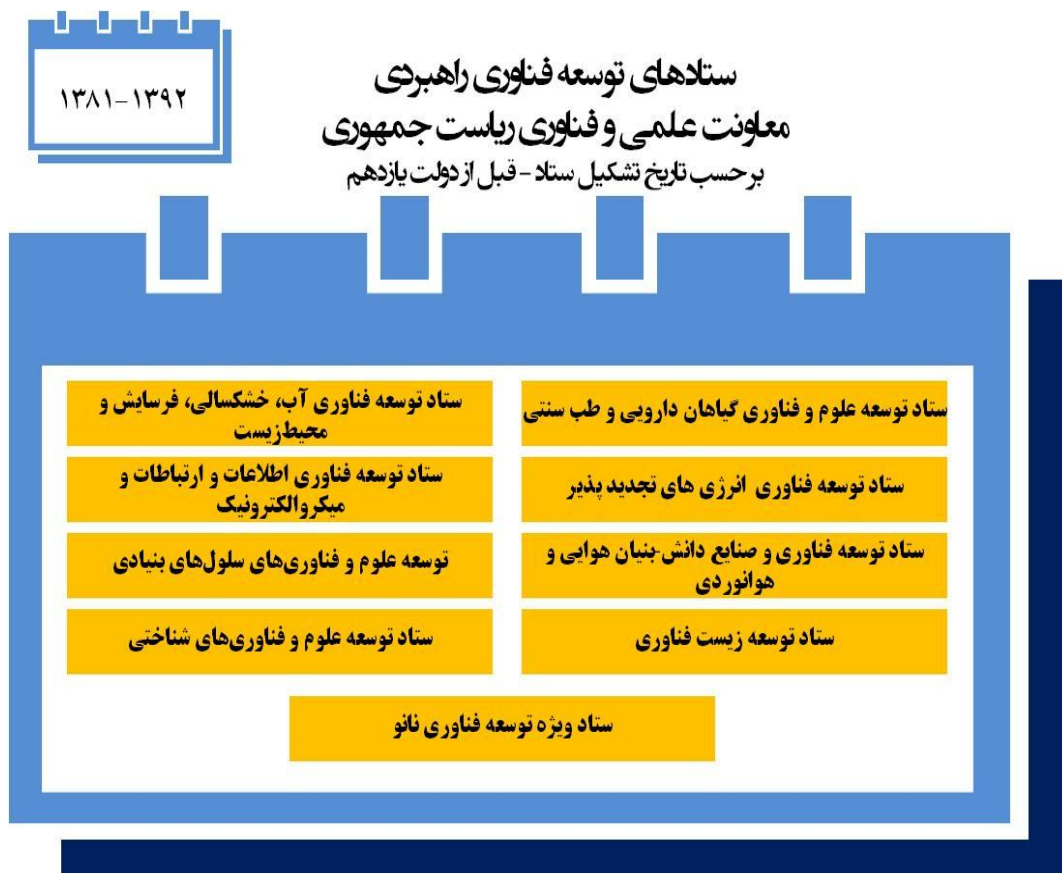 ۱۳۸۱-۱۳۹۲
ستادهای توسعه فناوری راهبردی
معاونت علمی و فناوری ریاست جمهوری
بر حسب تاریخ تشکیل ستاد - قبل از دولت یازدهم
ستاد توسعه علوم و فناوری گیاهان دارویی و طب سنتی
ستاد توسعه فناوری آب، خشکسالی، فرسایش و
محیط‌زیست
ستاد توسعه فناوری انرژی های تجدید پذیر
ستاد توسعه فناوری اطلاعات و ارتباطات و
میکروالکترونیک
ستاد توسعه فناوری و صنایع دانش-بنیان هوایی و
هوانوردی
توسعه علوم و فناوری‌های سلول‌های بنیادی
ستاد توسعه زیست فناوری
ستاد توسعه علوم و فناوری‌های شناختی
ستاد ویژه توسعه فناوری نانو